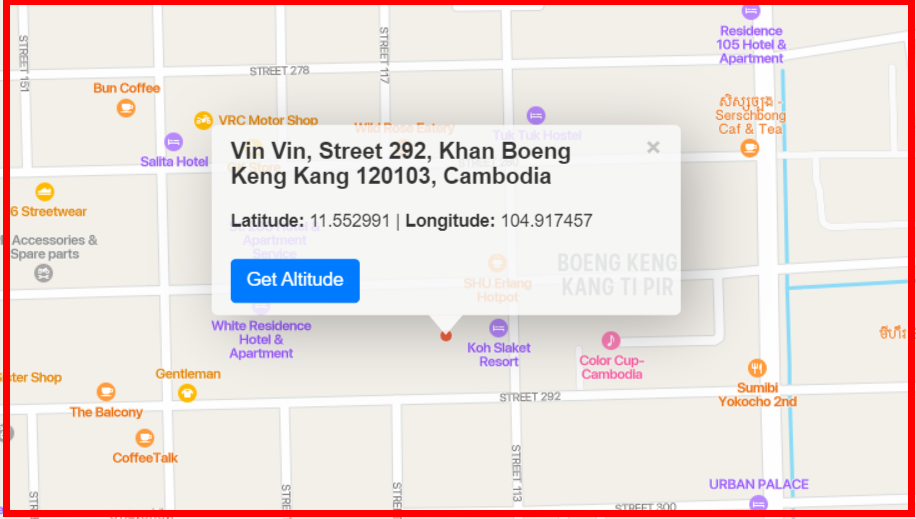 Residence
105 Hotel &
Apartment
STREET 151
STREET 117
STREET 278
Bun Coffee
សិស្សច្បង -
Serschbong
Caf & Tea
VRC Motor Shop
Wild Rose Eatery
Tuk Tuk Hostel
Salita Hotel
Vin Vin, Street 292, Khan Boeng
Keng Kang 120103, Cambodia
×
6 Streetwear
Latitude: 11.552991 | Longitude: 104.917457
Accessories &
Spare parts
Apartment
Service
BOENG KENG
KANG TI PIR
Get Altitude
SHU Erlang
Hotpot
White Residence
Hotel &
Apartment
Koh Slaket
Resort
Color Cup-
Cambodia
Shop
Gentleman
Sumibi
Yokocho 2nd
The Balcony
STREET 292
CoffeeTalk
STREET 113
URBAN PALACE
STREET 300